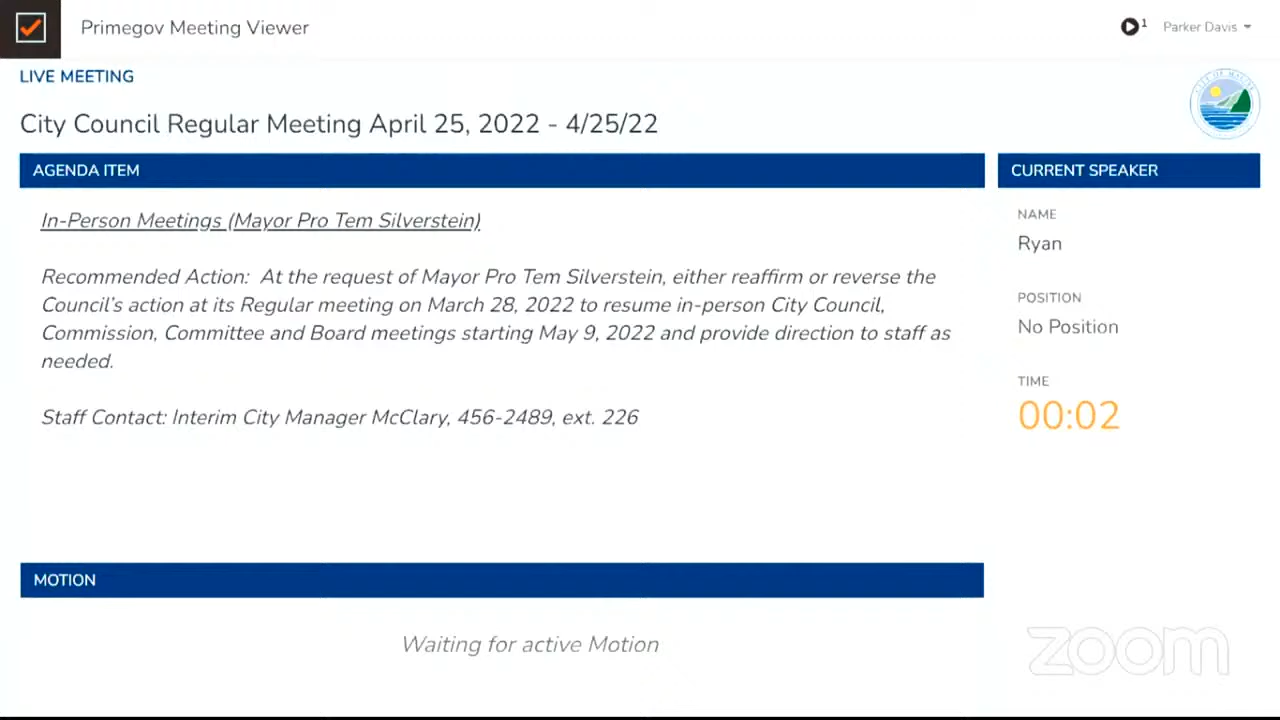 Primegov Meeting Viewer
1
Parker Davis
LIVE MEETING
City Council Regular Meeting April 25, 2022 - 4/25/22
AGENDA ITEM
CURRENT SPEAKER
In-Person Meetings (Mayor Pro Tem Silverstein)
Recommended Action: At the request of Mayor Pro Tem Silverstein, either reaffirm or reverse the
Council's action at its Regular meeting on March 28, 2022 to resume in-person City Council,
Commission, Committee and Board meetings starting May 9, 2022 and provide direction to staff as
needed.
Staff Contact: Interim City Manager McClary, 456-2489, ext. 226
NAME
Ryan
POSITION
No Position
TIME
00:02
MOTION
Waiting for active Motion
zoom